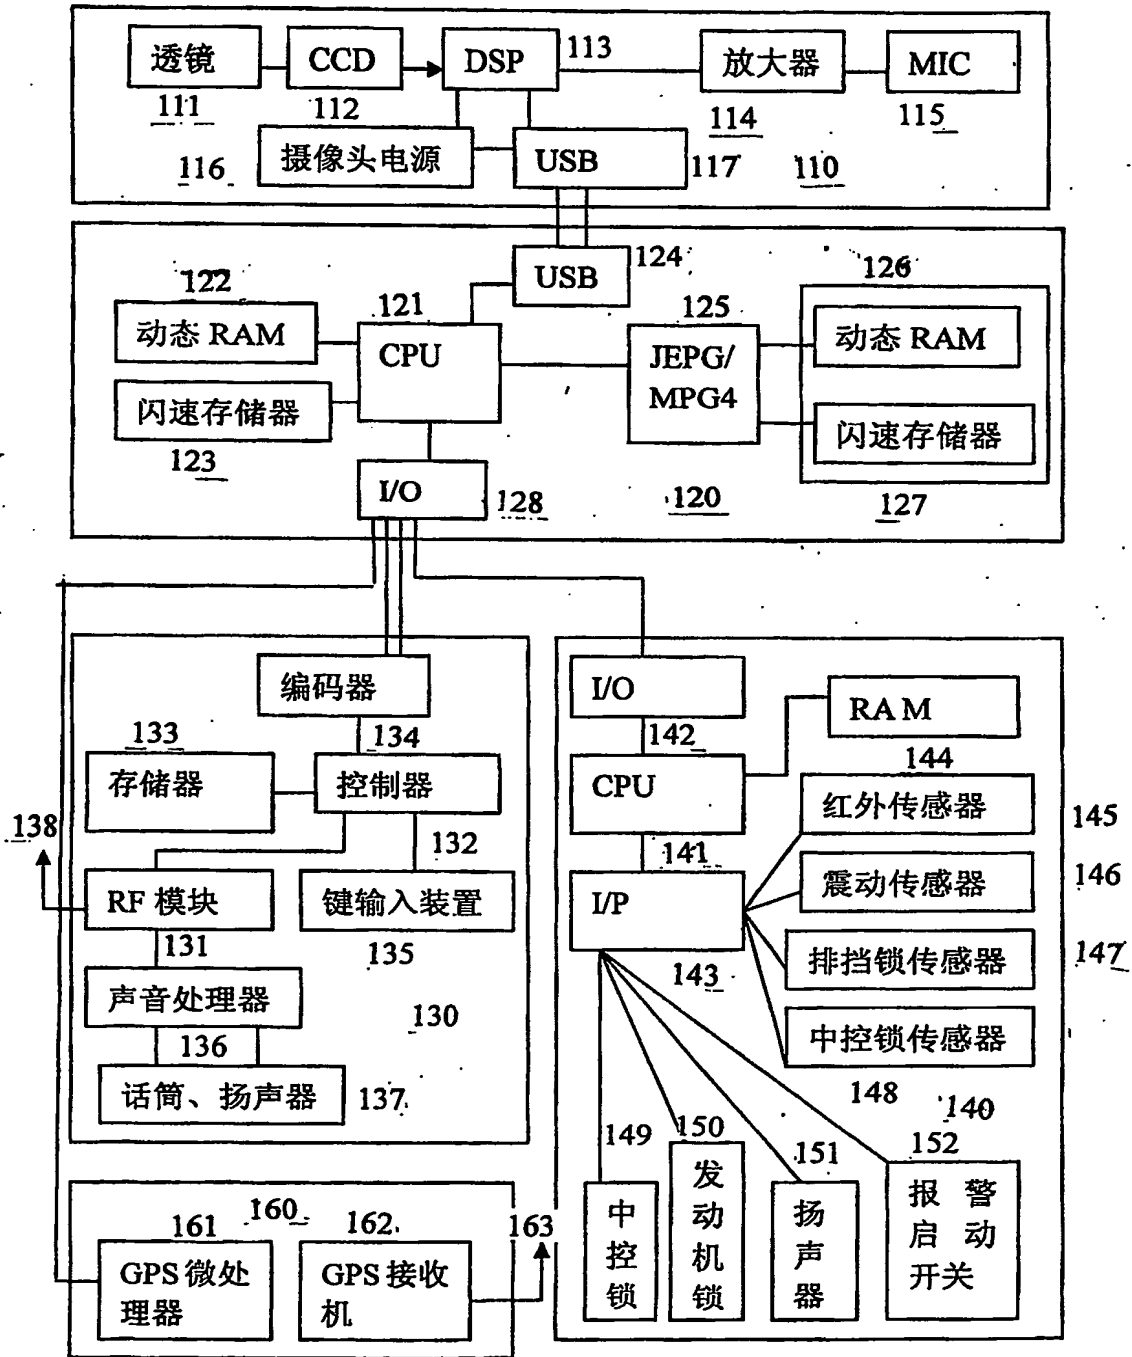 透镜
CCD
DSP
113
放大器
MIC
111
112
114
115
摄像头电源
USB
116
117
110
USB
124
126
122
121
125
动态 RAM
CPU
JEPG/
MPG4
动态 RAM
闪速存储器
闪速存储器
123
I/O
128
120
127
编码器
I/O
RAM
133
134
142
144
存储器
控制器
CPU
红外传感器
145
138
132
141
震动传感器
146
RF 模块
键输入装置
I/P
131
135
143
排挡锁传感器
147
声音处理器
130
中控锁传感器
136
148
话筒、扬声器
137
140
149
150
151
152
中控锁
发动机锁
扬声器
报 警
启 动
开关
160
161
162
163
GPS 微处
理器
GPS 接收
机